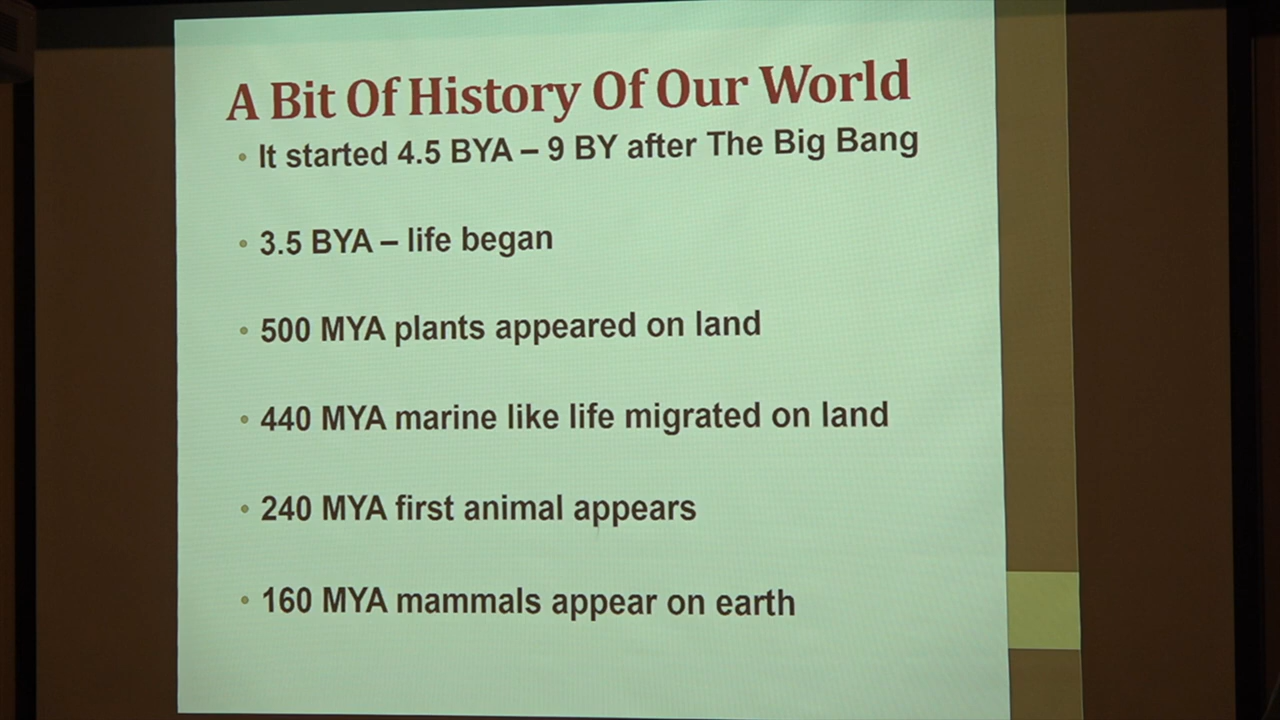 A Bit Of History Of Our World
• It started 4.5 BYA – 9 BY after The Big Bang
• 3.5 BYA – life began
• 500 MYA plants appeared on land
• 440 MYA marine like life migrated on land
• 240 MYA first animal appears
• 160 MYA mammals appear on earth